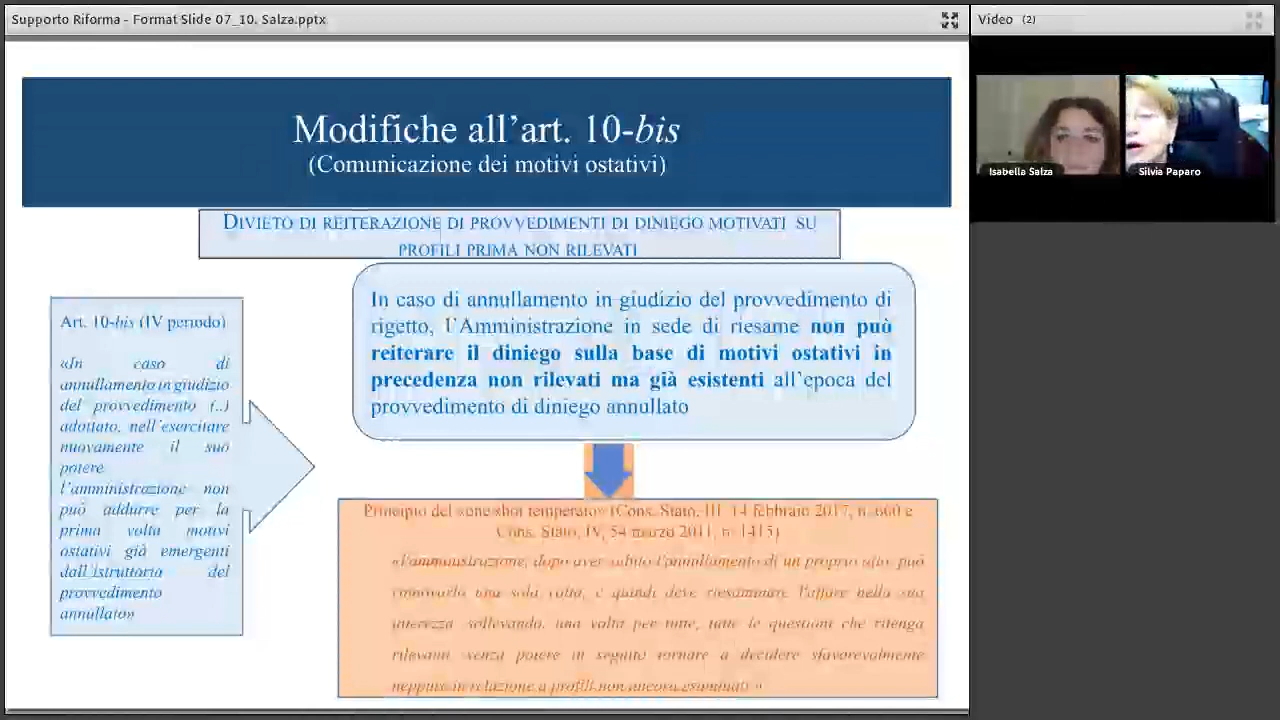 Supporto Riforma - Format Slide 07_10. Salza.pptx
Video (2)
Isabella Salza
Silvia Paparo
Modifiche all'art. 10-bis
(Comunicazione dei motivi ostativi)
DIVIETO DI REITERAZIONE DI PROVVEDIMENTI DI DINIEGO MOTIVATI SU
PROFILI PRIMA NON RILEVATI
Art. 10-bis (IV periodo)
«In caso di
annullamento in giudizio
del provvedimento (..)
adottato, nell'esercitare
nuovamente il suo
potere
l'amministrazione non
può addurre per la
prima volta motivi
ostativi già emergenti
dall'istruttoria del
provvedimento
annullato»
In caso di annullamento in giudizio del provvedimento di
rigetto, l'Amministrazione in sede di riesame non può
reiterare il diniego sulla base di motivi ostativi in
precedenza non rilevati ma già esistenti all'epoca del
provvedimento di diniego annullato
Principio del «one shot temperato» (Cons. Stato, III, 14 febbraio 2017, n. 660 e
Cons. Stato, IV, 54 marzo 2011, n. 1415)
«l'amministrazione, dopo aver subito l'annullamento di un proprio atto, può
rinnovarlo una sola volta, e quindi deve riesaminare l'affare nella sua
interezza, sollevando, una volta per tutte, tutte le questioni che ritenga
rilevanti, senza potere in seguito tornare a decidere sfavorevolmente
neppure in relazione a profili non ancora esaminati.»